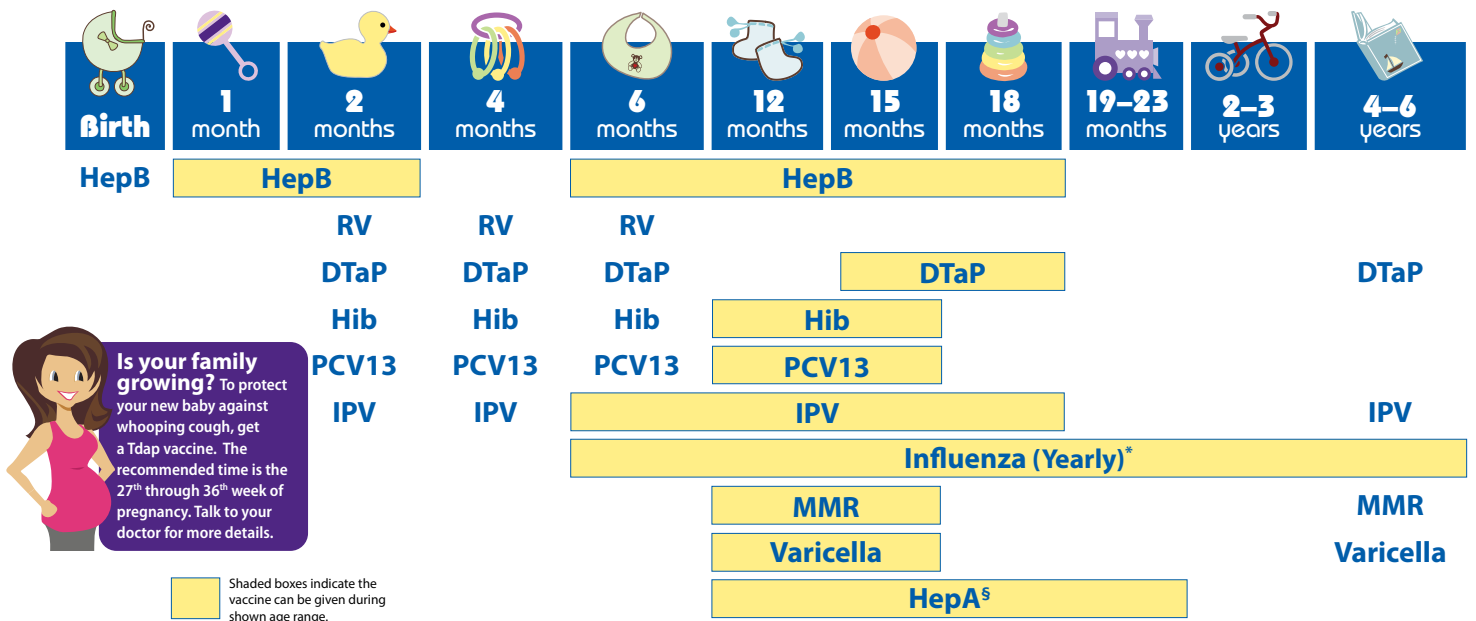 Birth
1
month
2
months
4
months
6
months
12
months
15
months
18
months
19–23
months
2–3
years
4–6
years
HepB HepB HepB
RV RV RV
DTaP DTaP DTaP DTaP DTaP
Hib Hib Hib Hib
PCV13 PCV13 PCV13 PCV13
IPV IPV IPV IPV
Influenza (Yearly)*
MMR MMR
Varicella Varicella
HepA§
Is your family
growing? To protect
your new baby against
whooping cough, get
a Tdap vaccine. The
recommended time is the
27th through 36th week of
pregnancy. Talk to your
doctor for more details.
Shaded boxes indicate the
vaccine can be given during
shown age range.